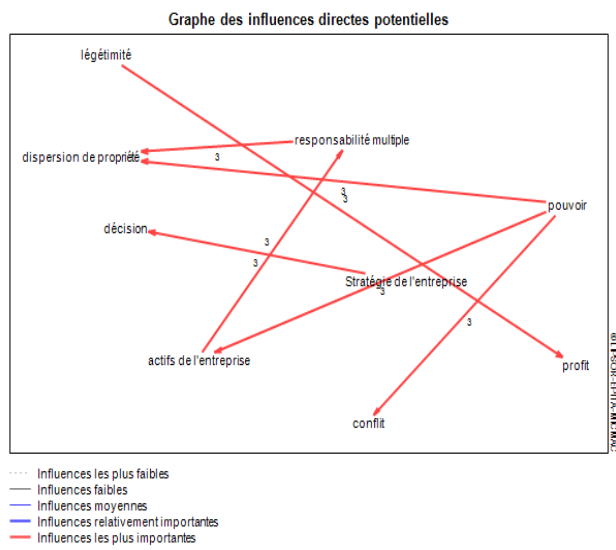 Graphe des influences directes potentielles
légétimité
responsabilité multiple
3
dispersion de propriété
3
3
pouvoir
décision
3
3
Stratégie de l'entreprise
3
3
actifs de l'entreprise
profit
conflit
Influences les plus faibles
Influences faibles
Influences moyennes
Influences relativement importantes
Influences les plus importantes